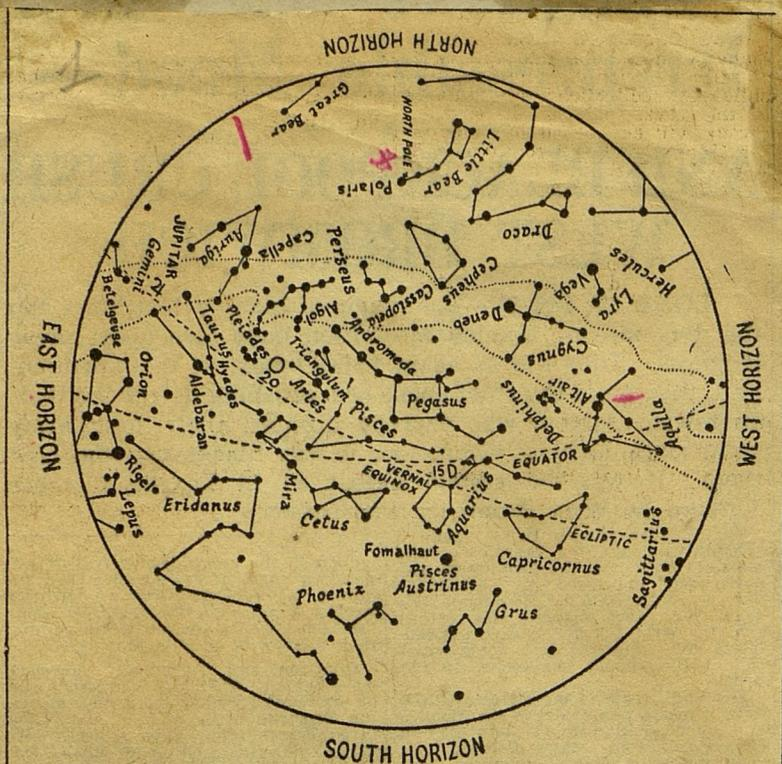 NORTH HORIZON
Great Bear
NORTH POLE
Little Bear
Polaris
Draco
Hercules
JUPITAR
Gemini
Auriga
Capella
Perseus
Cepheus
Cassiopeia
Vega
Lyra
Betelgeuse
Taurus
Pleiades
Algol
Andromeda
Deneb
Cygnus
EAST HORIZON
WEST HORIZON
Orion
Hyades
20
Triangulum
Aries
Aldebaran
Pegasus
Delphinus
Altair
Aquila
Pisces
Rigel
Lepus
Eridanus
Mira
Cetus
VERNAL
EQUINOX
15D
Aquarius
EQUATOR
ECLIPTIC
Capricornus
Sagittarius
Fomalhaut
Pisces
Austrinus
Phoenix
Grus
SOUTH HORIZON